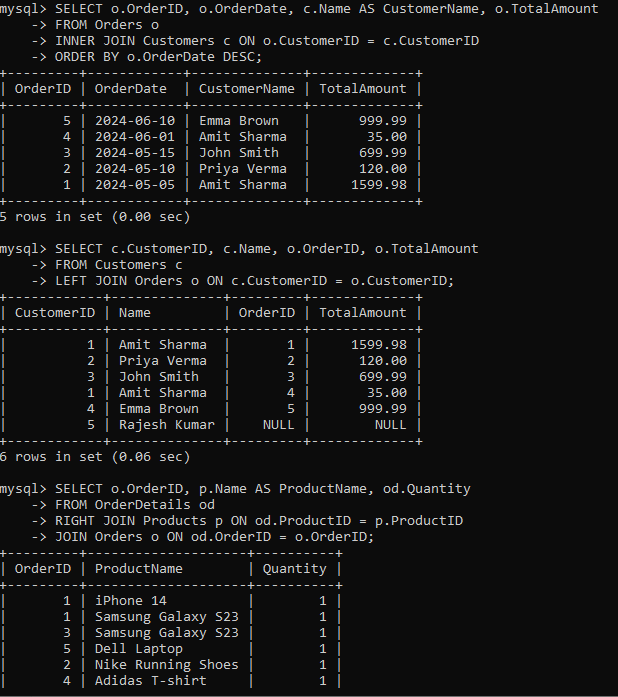 mysql> SELECT o.OrderID, o.OrderDate, c.Name AS CustomerName, o.TotalAmount
    -> FROM Orders o
    -> INNER JOIN Customers c ON o.CustomerID = c.CustomerID
    -> ORDER BY o.OrderDate DESC;
+---------+------------+--------------+-------------+
| OrderID | OrderDate  | CustomerName | TotalAmount |
+---------+------------+--------------+-------------+
|       5 | 2024-06-10 | Emma Brown   |      999.99 |
|       4 | 2024-06-01 | Amit Sharma  |       35.00 |
|       3 | 2024-05-15 | John Smith   |      699.99 |
|       2 | 2024-05-10 | Priya Verma  |      120.00 |
|       1 | 2024-05-05 | Amit Sharma  |     1599.98 |
+---------+------------+--------------+-------------+
5 rows in set (0.00 sec)

mysql> SELECT c.CustomerID, c.Name, o.OrderID, o.TotalAmount
    -> FROM Customers c
    -> LEFT JOIN Orders o ON c.CustomerID = o.CustomerID;
+------------+--------------+---------+-------------+
| CustomerID | Name         | OrderID | TotalAmount |
+------------+--------------+---------+-------------+
|          1 | Amit Sharma  |       1 |     1599.98 |
|          2 | Priya Verma  |       2 |      120.00 |
|          3 | John Smith   |       3 |      699.99 |
|          1 | Amit Sharma  |       4 |       35.00 |
|          4 | Emma Brown   |       5 |      999.99 |
|          5 | Rajesh Kumar |    NULL |        NULL |
+------------+--------------+---------+-------------+
6 rows in set (0.06 sec)

mysql> SELECT o.OrderID, p.Name AS ProductName, od.Quantity
    -> FROM OrderDetails od
    -> RIGHT JOIN Products p ON od.ProductID = p.ProductID
    -> JOIN Orders o ON od.OrderID = o.OrderID;
+---------+--------------------+----------+
| OrderID | ProductName        | Quantity |
+---------+--------------------+----------+
|       1 | iPhone 14          |        1 |
|       1 | Samsung Galaxy S23 |        1 |
|       3 | Samsung Galaxy S23 |        1 |
|       5 | Dell Laptop        |        1 |
|       2 | Nike Running Shoes |        1 |
|       4 | Adidas T-shirt     |        1 |